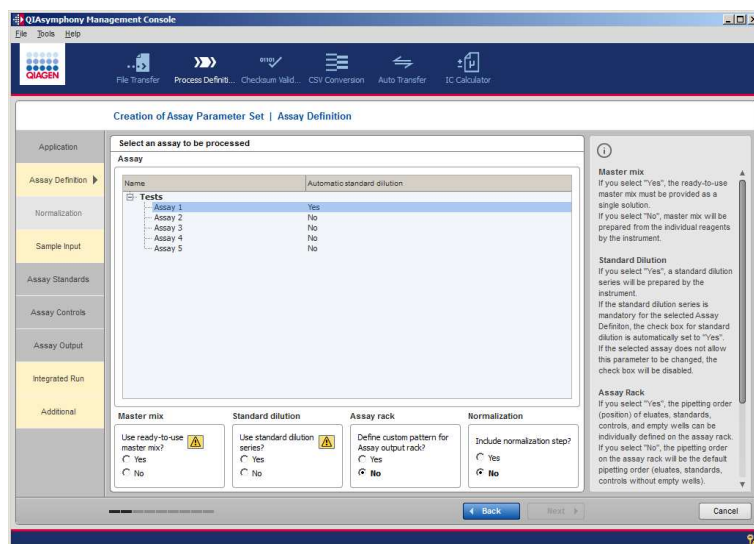 QIAsymphony Management Console
File Tools Help
QIAGEN
File Transfer
Process Definiti...
Checksum Valid...
CSV Conversion
Auto Transfer
IC Calculator
Creation of Assay Parameter Set | Assay Definition
Application
Assay Definition
Normalization
Sample Input
Assay Standards
Assay Controls
Assay Output
Integrated Run
Additional
Select an assay to be processed
Assay
Name Automatic standard dilution
Tests
Assay 1 Yes
Assay 2 No
Assay 3 No
Assay 4 No
Assay 5 No
Master mix
Use ready-to-use
master mix?
Yes
No
Standard dilution
Use standard dilution
series?
Yes
No
Assay rack
Define custom pattern for
Assay output rack?
Yes
No
Normalization
Include normalization step?
Yes
No
Master mix
If you select "Yes", the ready-to-use
master mix must be provided as a
single solution.
If you select "No", master mix will be
prepared from the individual reagents
by the instrument.
Standard Dilution
If you select "Yes", a standard dilution
series will be prepared by the
instrument.
If the standard dilution series is
mandatory for the selected Assay
Definiton, the check box for standard
dilution is automatically set to "Yes".
If the selected assay does not allow
this parameter to be changed, the
check box will be disabled.
Assay Rack
If you select "Yes", the pipetting order
(position) of eluates, standards,
controls, and empty wells can be
individually defined on the assay rack.
If you select "No", the pipetting order
on the assay rack will be the default
pipetting order (eluates, standards,
controls without empty wells).
Back
Next
Cancel